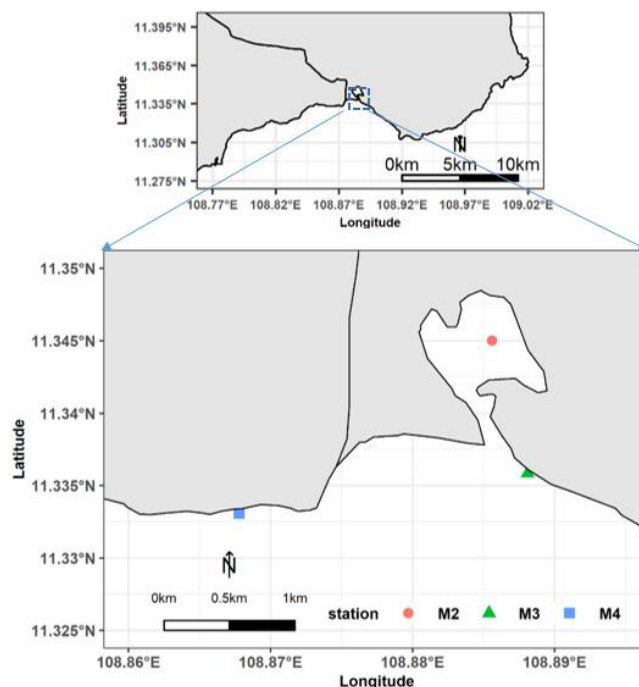 11.395°N
11.365°N
11.335°N
11.305°N
11.275°N
Latitude
N
0km 5km 10km
108.77°E 108.82°E 108.87°E 108.92°E 108.97°E 109.02°E
Longitude
11.35°N
11.345°N
11.34°N
11.335°N
11.33°N
11.325°N
Latitude
N
0km 0.5km 1km
station M2 M3 M4
108.86°E 108.87°E 108.88°E 108.89°E
Longitude